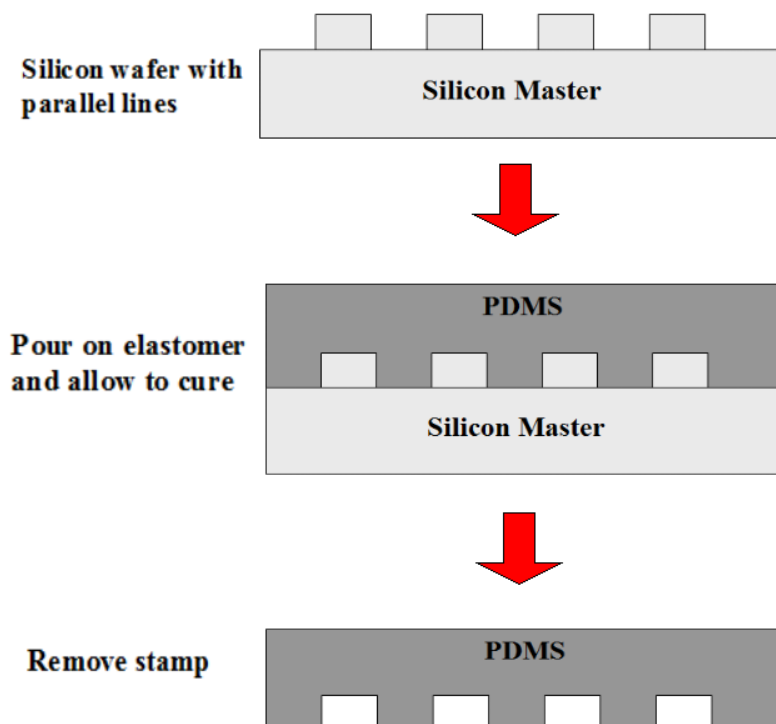 Silicon wafer with
parallel lines
Silicon Master
PDMS
Pour on elastomer
and allow to cure
Silicon Master
PDMS
Remove stamp